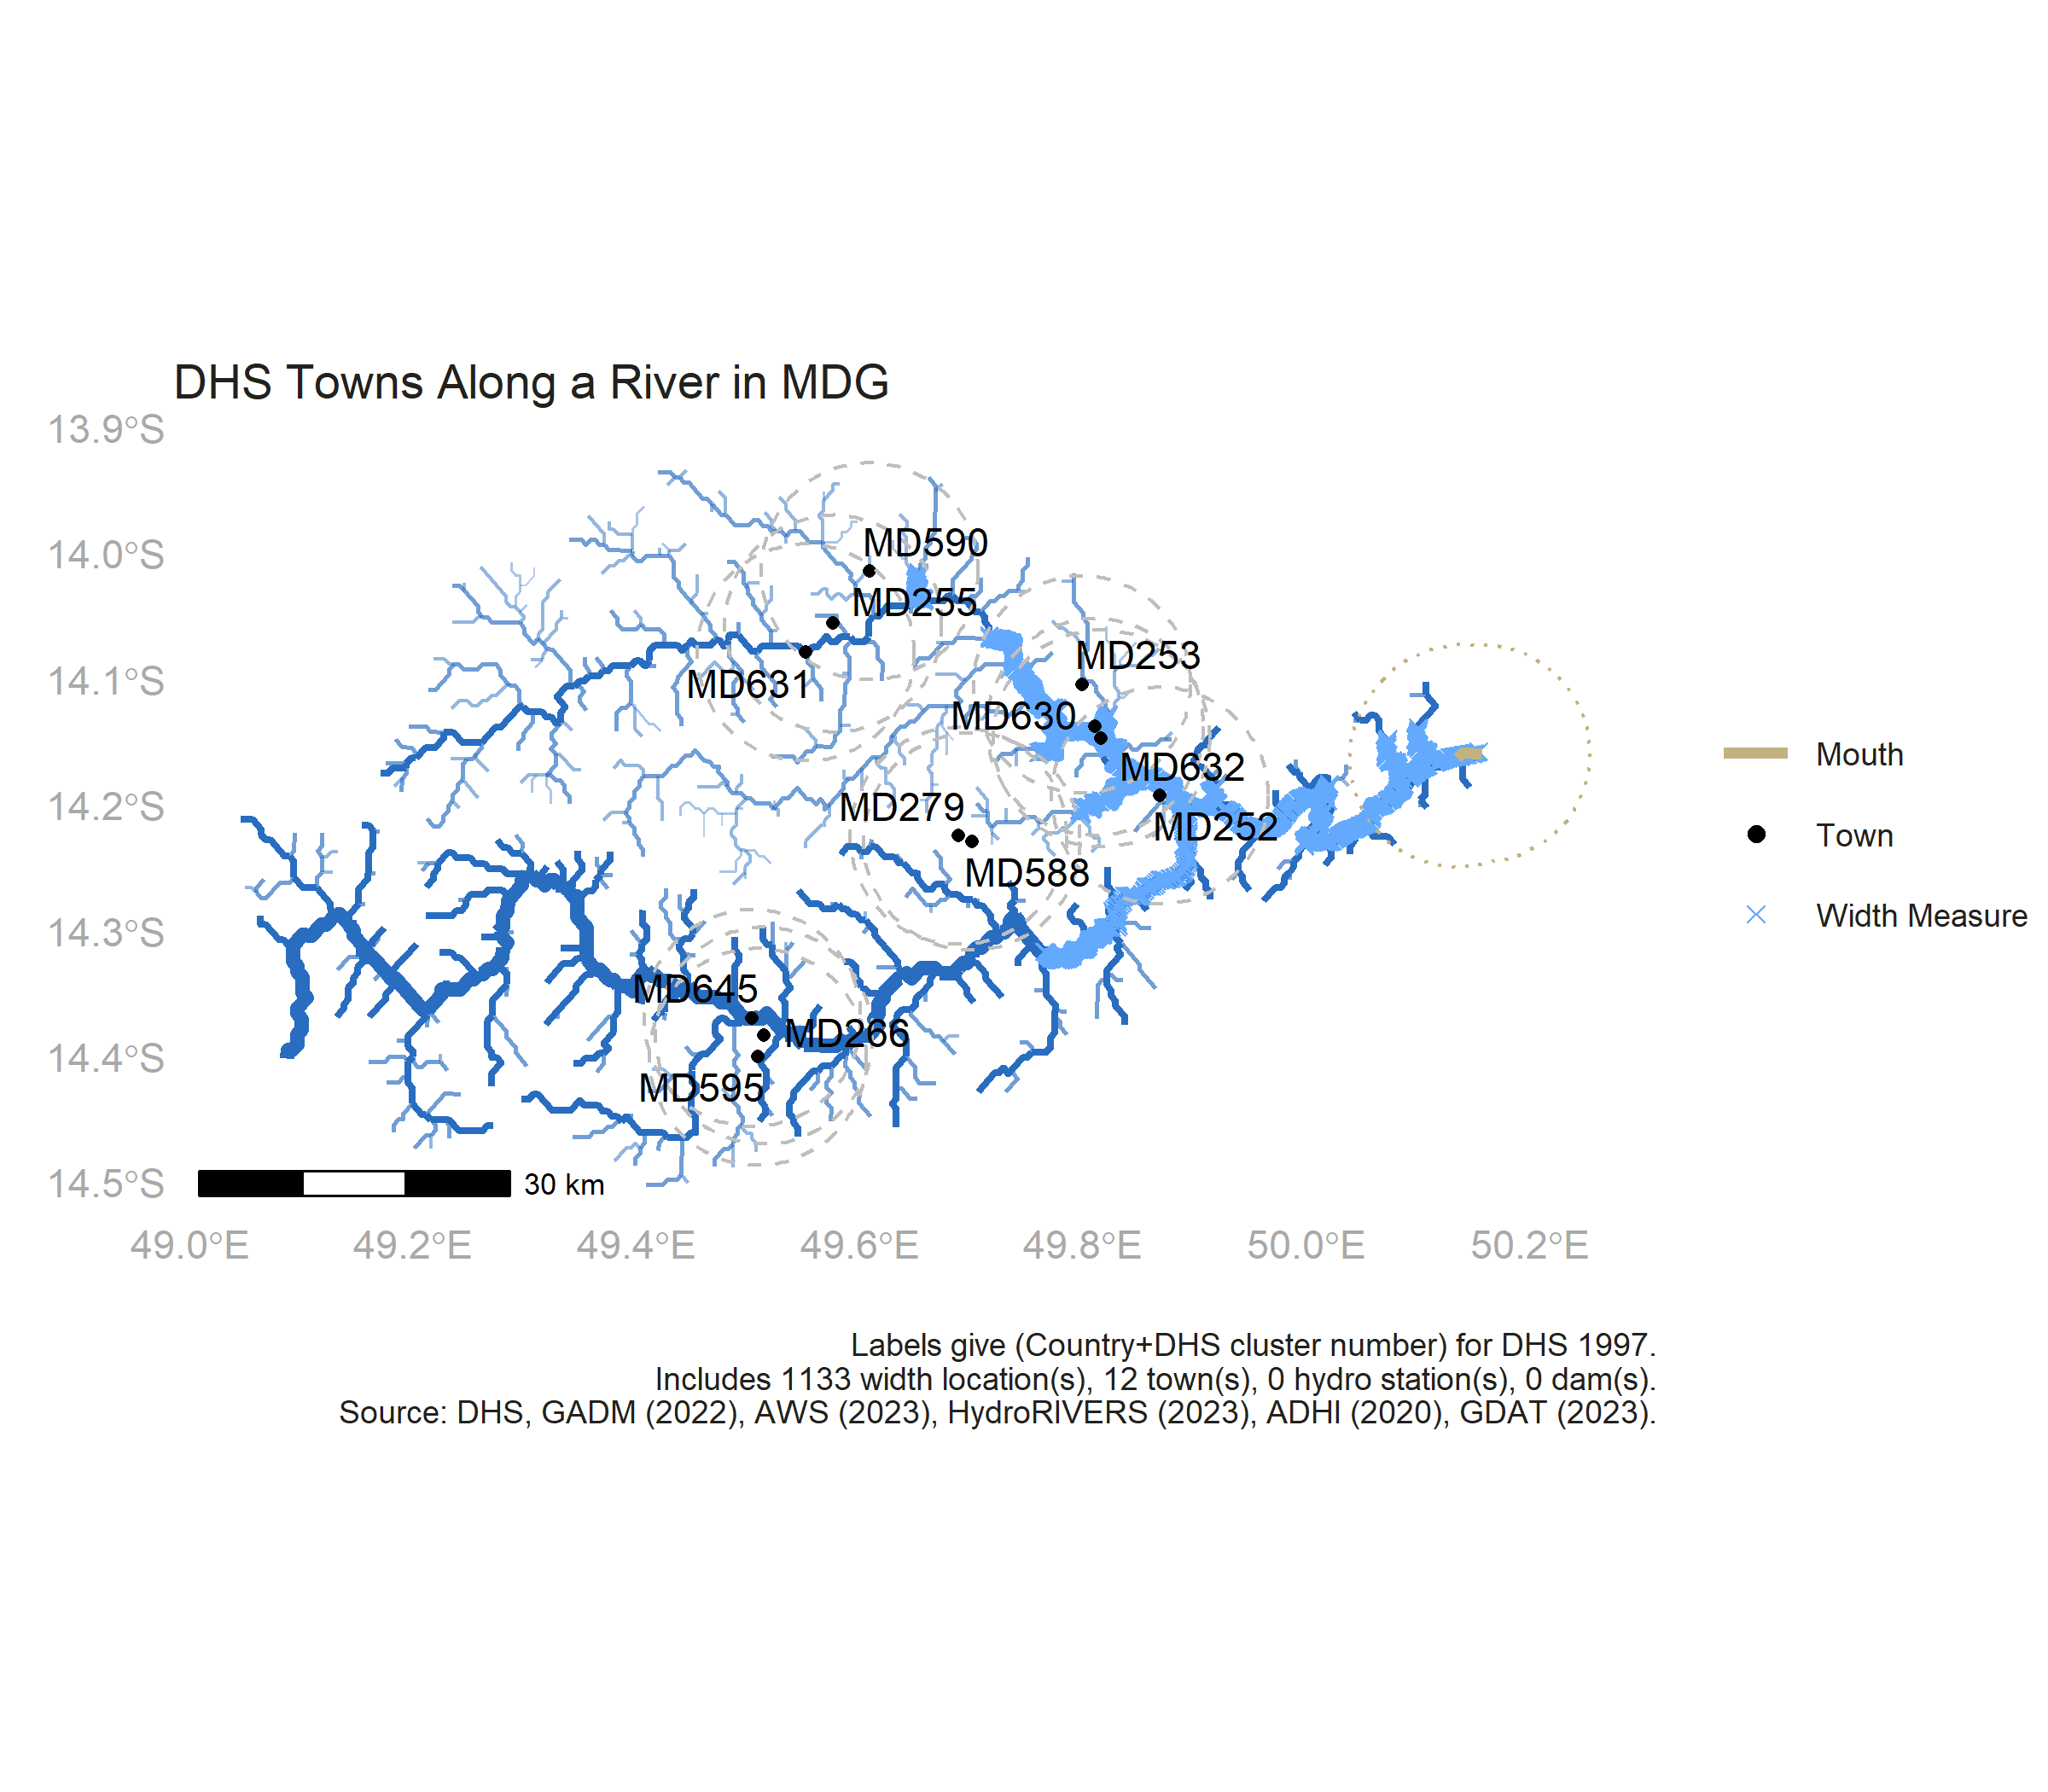 DHS Towns Along a River in MDG
13.9°S
14.0°S
14.1°S
14.2°S
14.3°S
14.4°S
14.5°S
MD590
MD255
MD253
MD631
MD630
MD632
MD279
MD252
MD588
MD645
MD266
MD595
30 km
49.0°E 49.2°E 49.4°E 49.6°E 49.8°E 50.0°E 50.2°E
Mouth
Town
Width Measure
Labels give (Country+DHS cluster number) for DHS 1997.
Includes 1133 width location(s), 12 town(s), 0 hydro station(s), 0 dam(s).
Source: DHS, GADM (2022), AWS (2023), HydroRIVERS (2023), ADHI (2020), GDAT (2023).